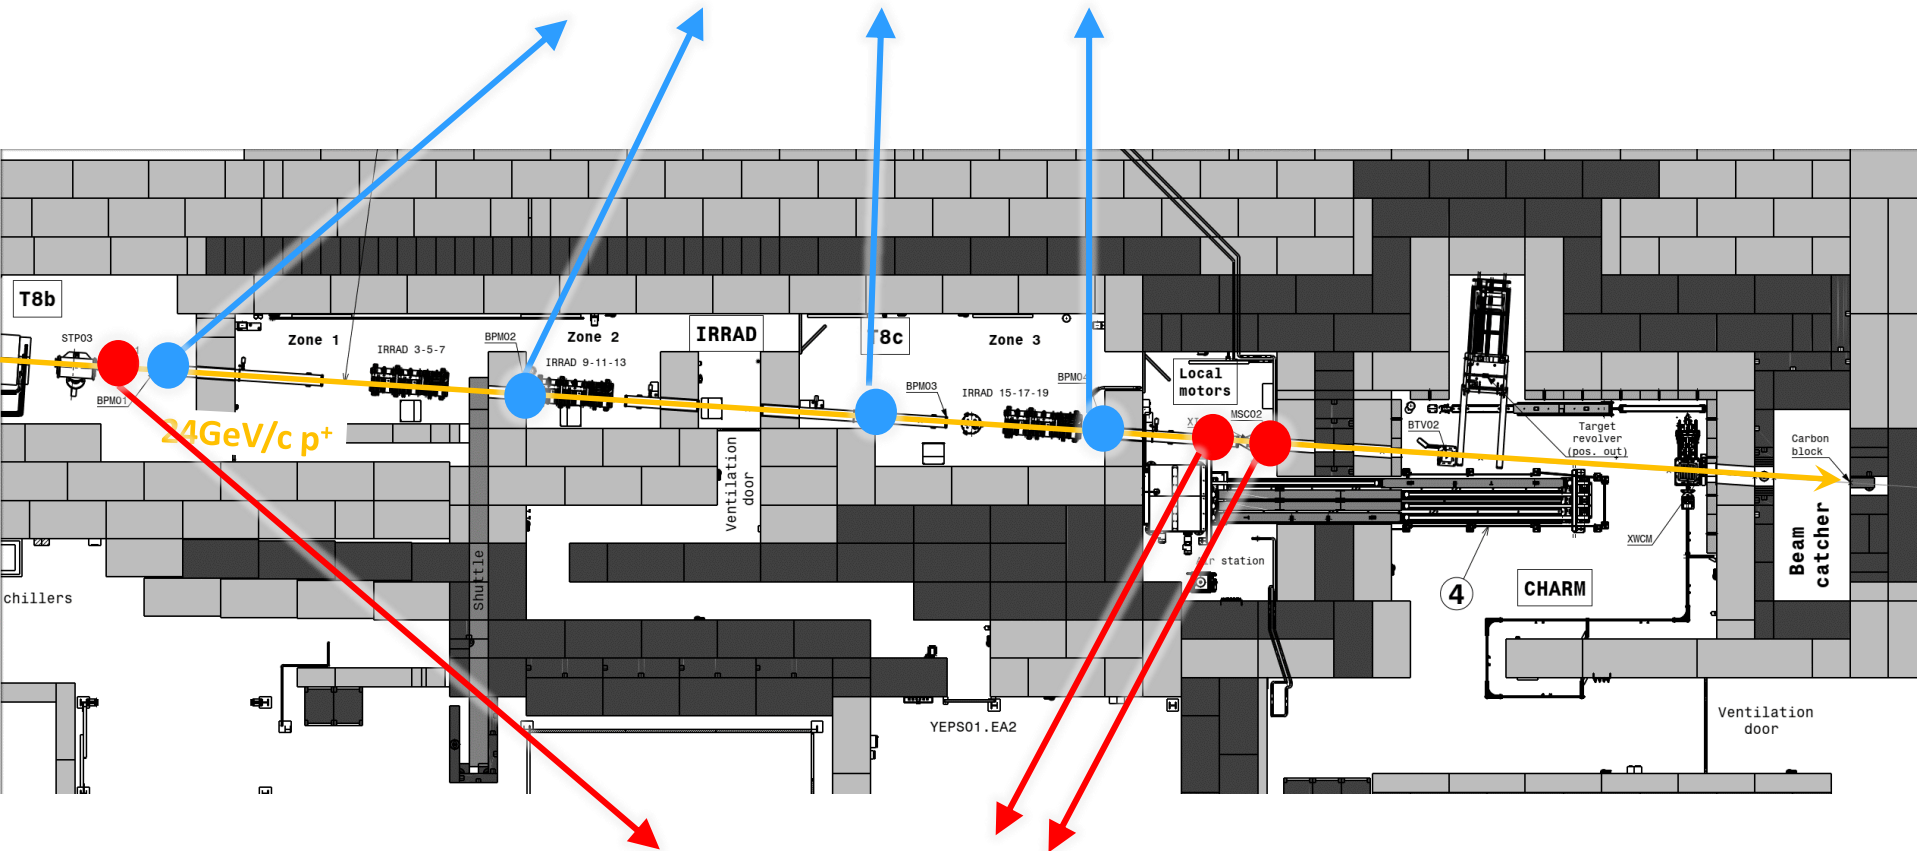 T8b
STP03
BPM01
Zone 1
IRRAD 3-5-7
24GeV/c p⁺
BPM02
Zone 2
IRRAD 9-11-13
IRRAD
T8c
Zone 3
BPM03
IRRAD 15-17-19
BPM04
Local
motors
MSC02
BTV02
Target
revolver
(pos. out)
Carbon
block
Ventilation
door
Shuttle
chillers
Air station
XWCM
4
CHARM
Beam
catcher
YEPS01.EA2
Ventilation
door